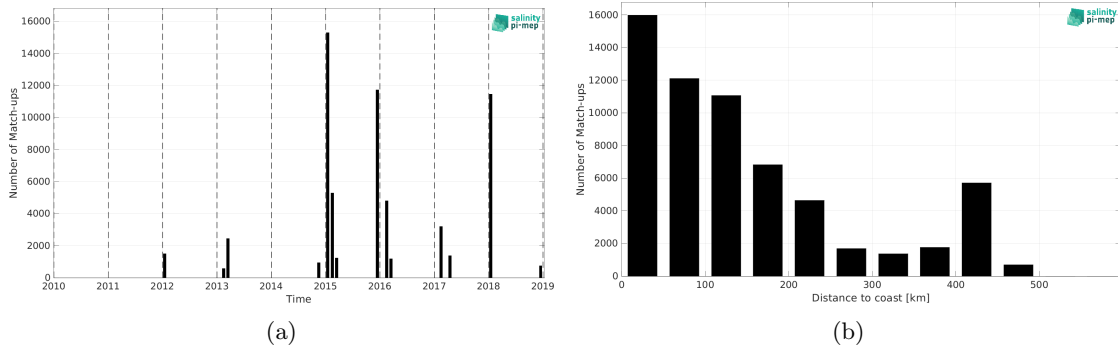 16000
14000
12000
10000
8000
6000
4000
2000
0
Number of Match-ups
2010 2011 2012 2013 2014 2015 2016 2017 2018 2019
Time
salinity
pi-mep
(a)
16000
14000
12000
10000
8000
6000
4000
2000
0
Number of Match-ups
0 100 200 300 400 500
Distance to coast [km]
salinity
pi-mep
(b)